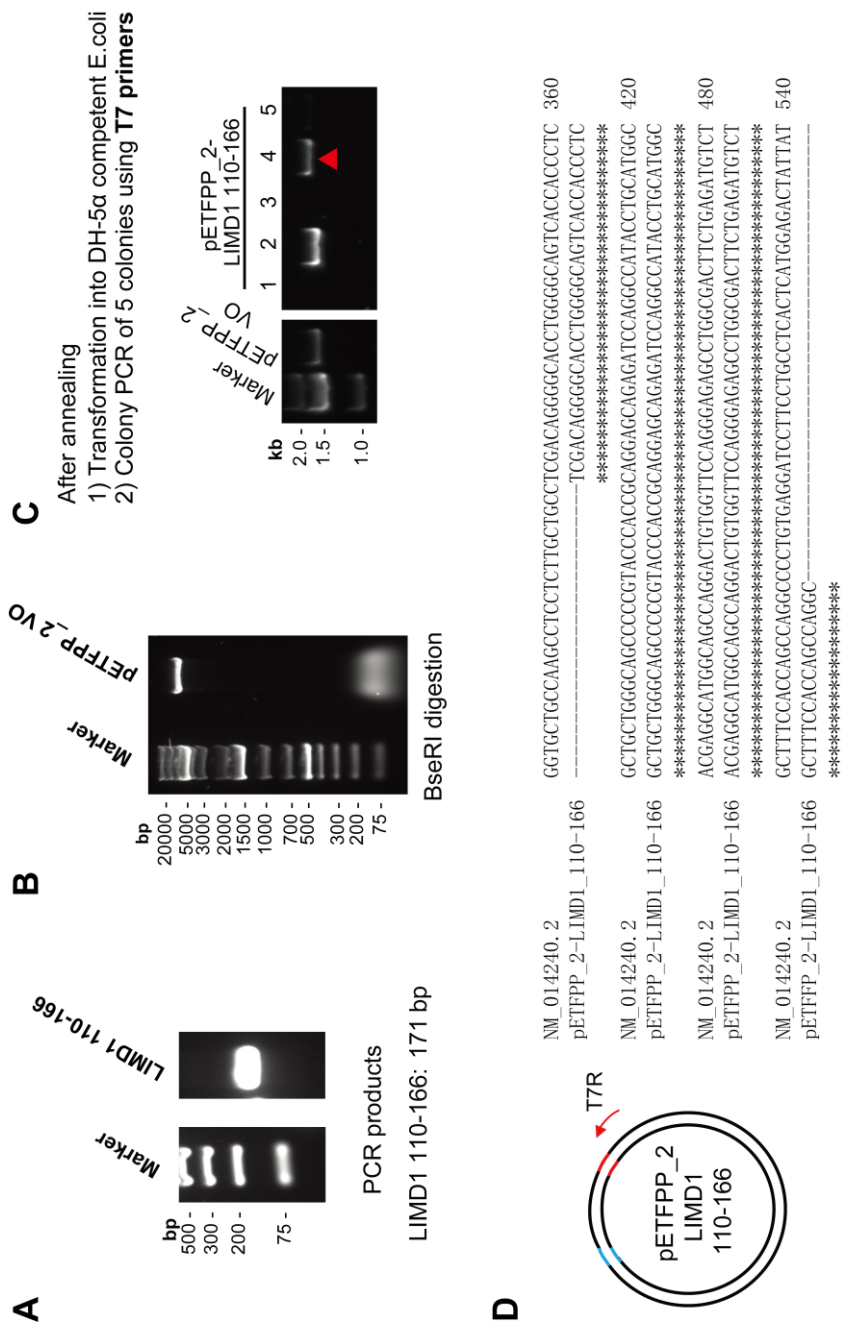 A
bp
500 -
300 -
200 -
75 -
Marker
LIMD1 110-166
PCR products
LIMD1 110-166: 171 bp
B
bp
20000 -
5000 -
3000 -
2000 -
1500 -
1000 -
700 -
500 -
300 -
200 -
75 -
Marker
pETFPP_2 VO
BseRI digestion
C
After annealing
1) Transformation into DH-5α competent E.coli
2) Colony PCR of 5 colonies using T7 primers
kb
2.0 -
1.5 -
1.0 -
Marker
pETFPP_2
VO
pETFPP_2-
LIMD1 110-166
1 2 3 4 5
D
pETFPP_2
LIMD1
110-166
T7R
NM_014240.2 GGTGCTGCCAAGCCTCCTCTTGCTGCCTCGACAGGGGCACCTGGGGCAGTCACCACCCTC 360
pETFPP_2-LIMD1_110-166 ---------------------------TCGACAGGGGCACCTGGGGCAGTCACCACCCTC
*********************************
NM_014240.2 GCTGCTGGGCAGCCCCCGTACCCACCGCAGGAGCAGAGATCCAGGCCATACCTGCATGGC 420
pETFPP_2-LIMD1_110-166 GCTGCTGGGCAGCCCCCGTACCCACCGCAGGAGCAGAGATCCAGGCCATACCTGCATGGC
************************************************************
NM_014240.2 ACGAGGCATGGCAGCCAGGACTGTGGTTCCAGGGAGAGCCTGGCGACTTCTGAGATGTCT 480
pETFPP_2-LIMD1_110-166 ACGAGGCATGGCAGCCAGGACTGTGGTTCCAGGGAGAGCCTGGCGACTTCTGAGATGTCT
************************************************************
NM_014240.2 GCTTTCCACCAGCCAGGCCCCTGTGAGGATCCTTCCTGCCTCACTCATGGAGACTATTAT 540
pETFPP_2-LIMD1_110-166 GCTTTCCACCAGCCAGGC------------------------------------------
******************